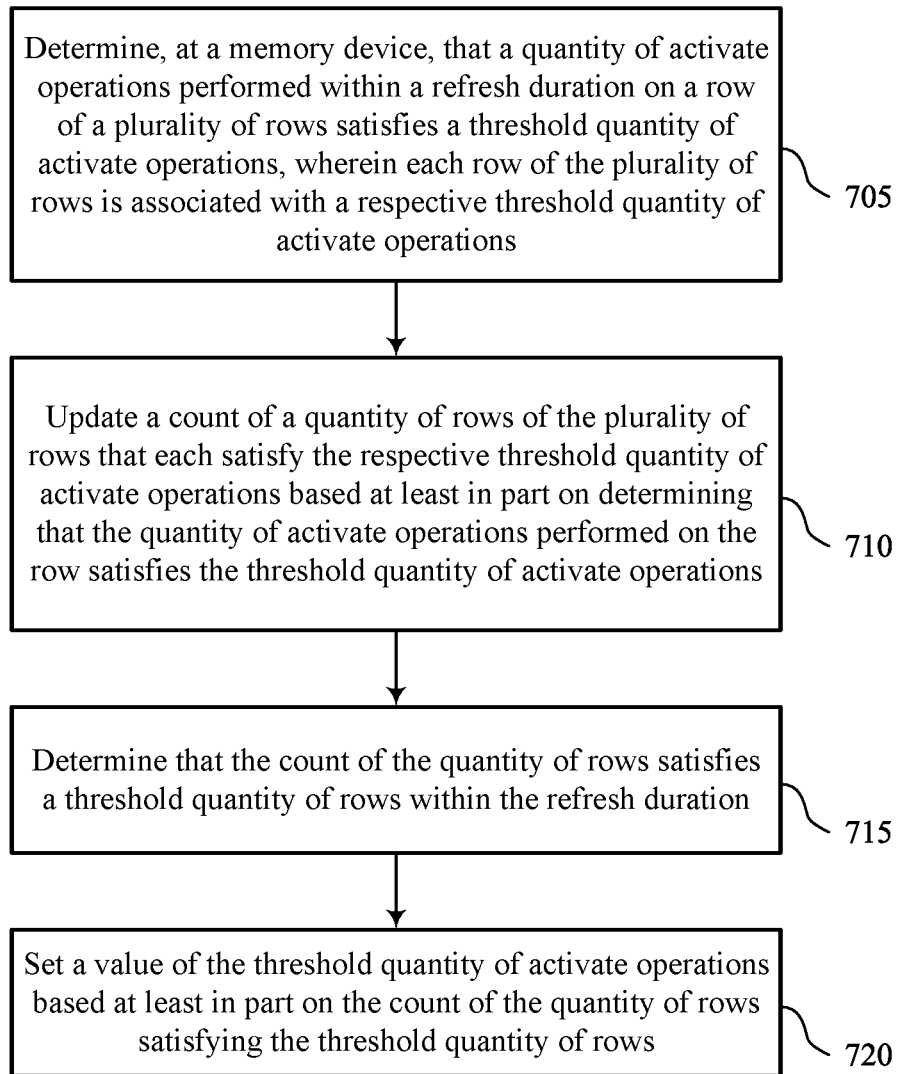 Determine, at a memory device, that a quantity of activate
operations performed within a refresh duration on a row
of a plurality of rows satisfies a threshold quantity of
activate operations, wherein each row of the plurality of
rows is associated with a respective threshold quantity of
activate operations
705
Update a count of a quantity of rows of the plurality of
rows that each satisfy the respective threshold quantity of
activate operations based at least in part on determining
that the quantity of activate operations performed on the
row satisfies the threshold quantity of activate operations
710
Determine that the count of the quantity of rows satisfies
a threshold quantity of rows within the refresh duration
715
Set a value of the threshold quantity of activate operations
based at least in part on the count of the quantity of rows
satisfying the threshold quantity of rows
720